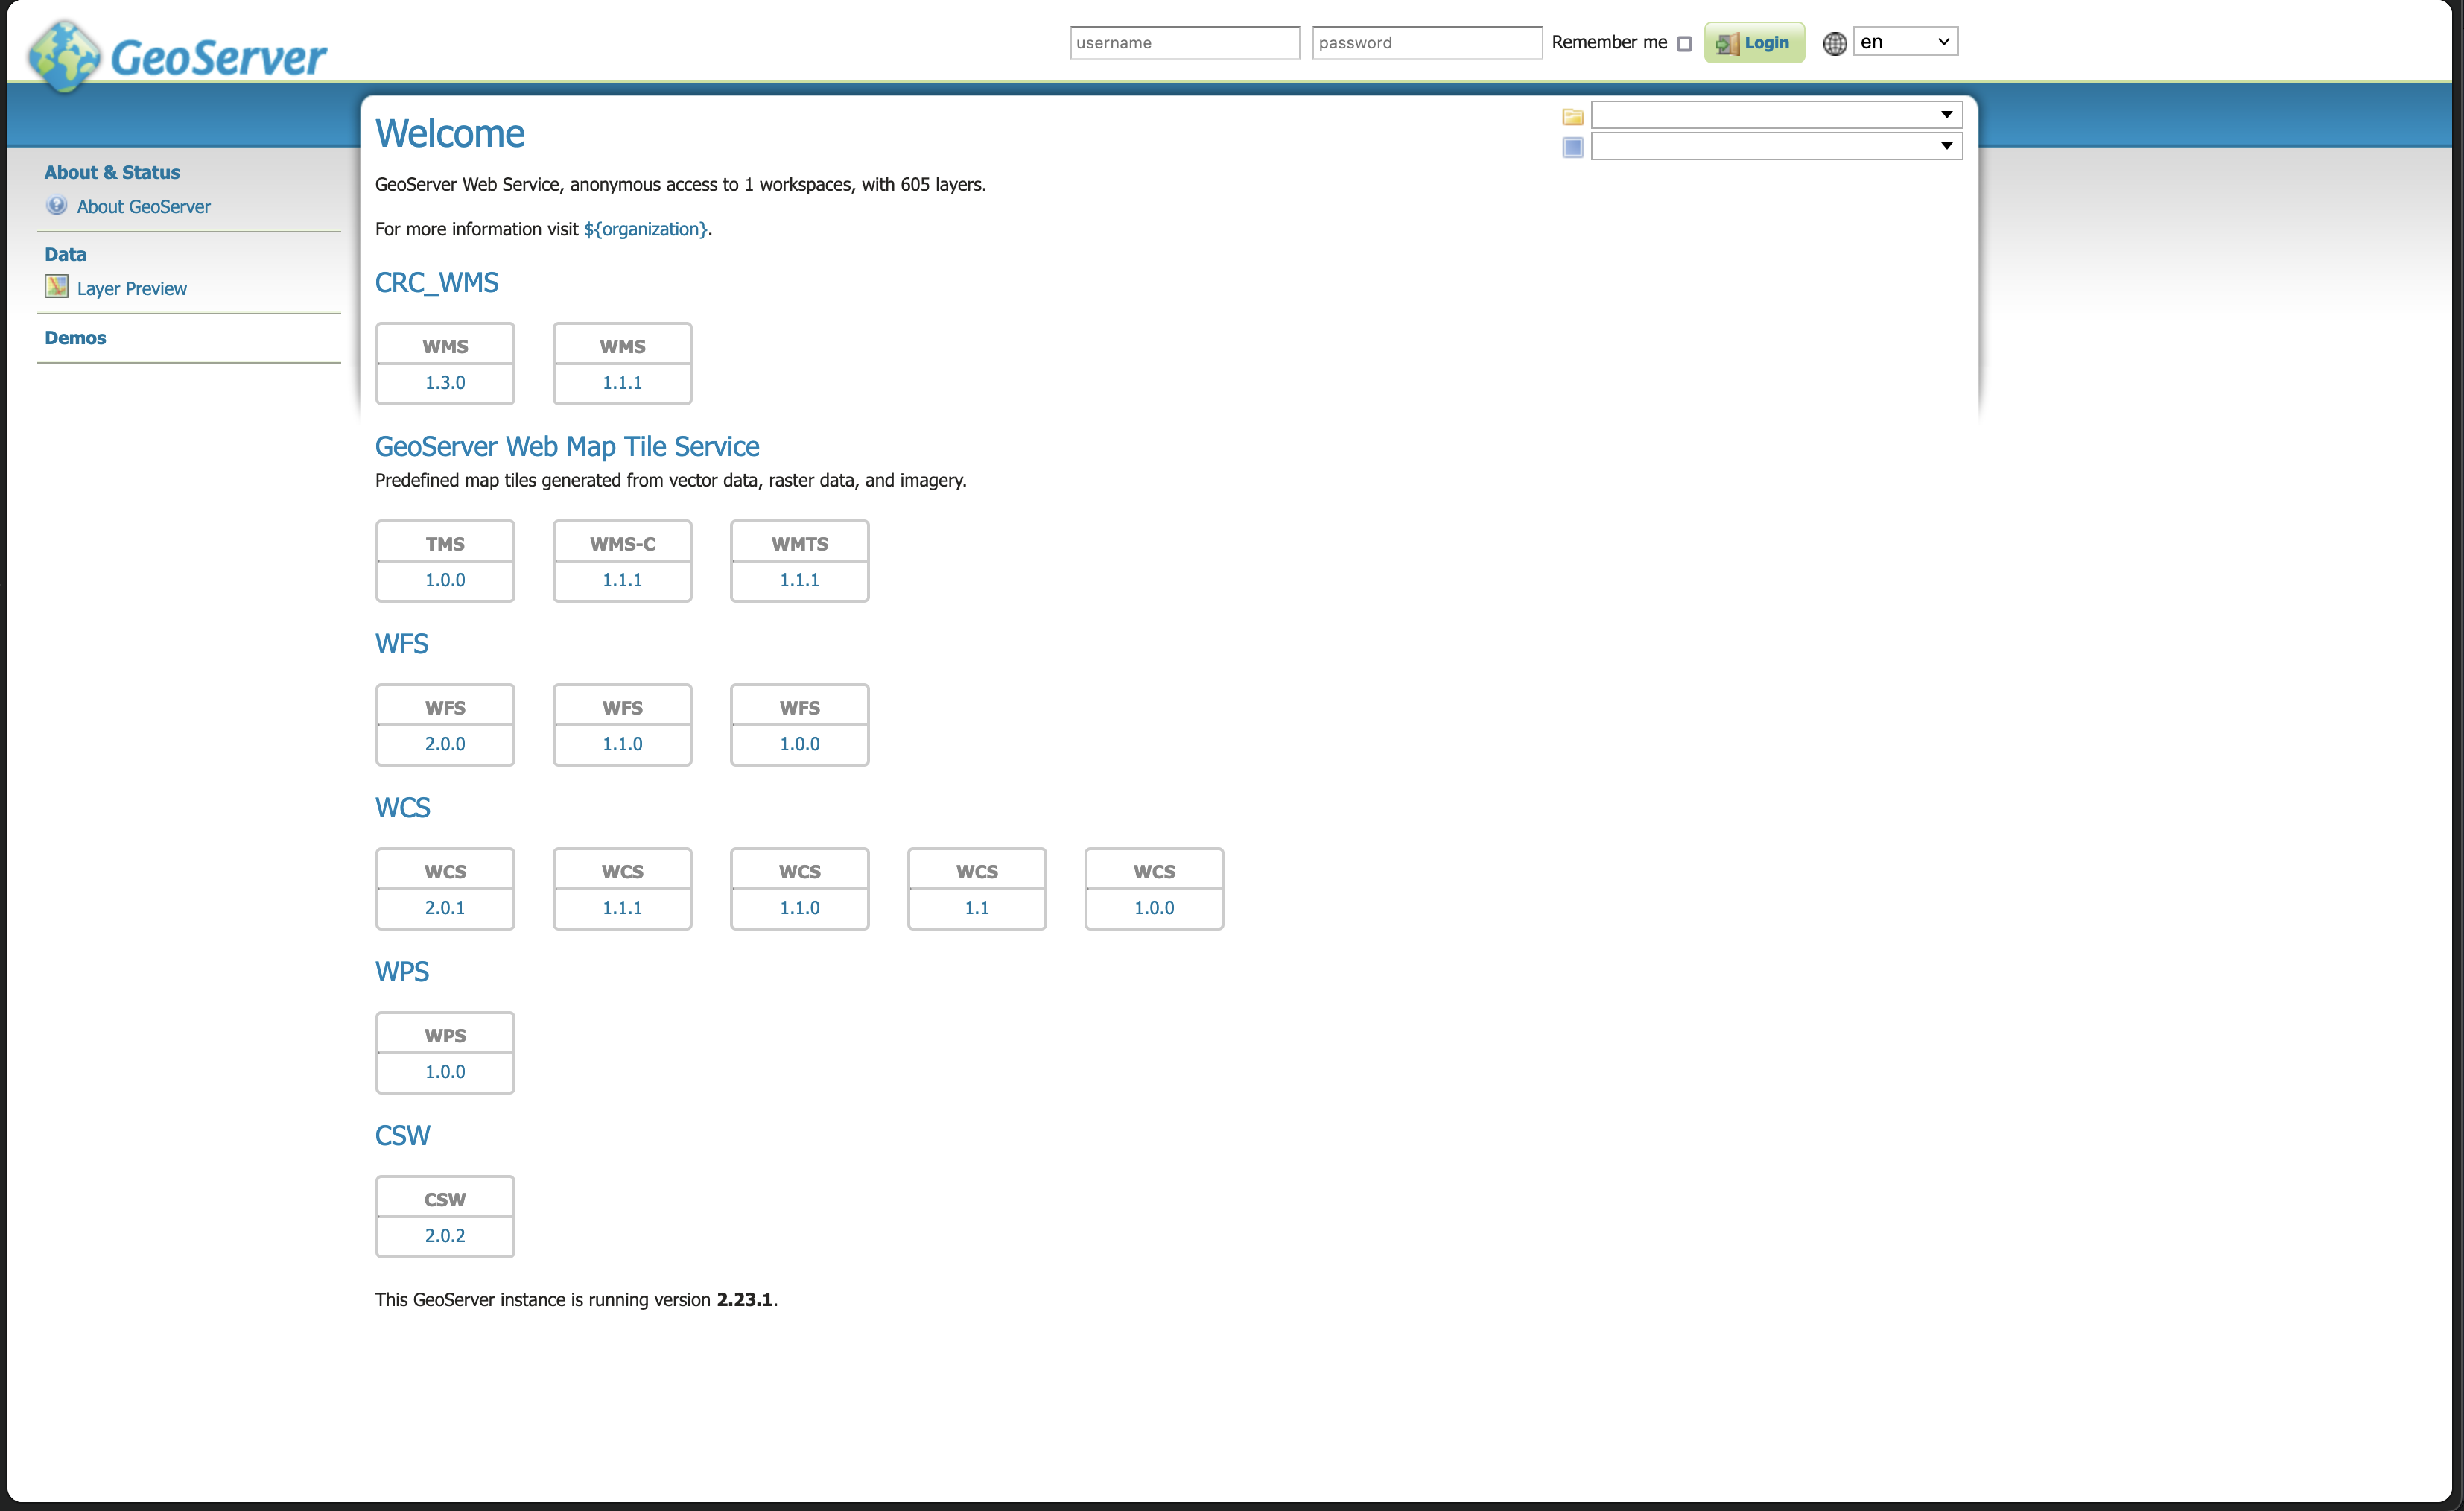 GeoServer
username password Remember me Login en
Welcome
About & Status
GeoServer Web Service, anonymous access to 1 workspaces, with 605 layers.
About GeoServer
For more information visit ${organization}.
Data
Layer Preview
Demos
CRC_WMS
WMS WMS
1.3.0 1.1.1
GeoServer Web Map Tile Service
Predefined map tiles generated from vector data, raster data, and imagery.
TMS WMS-C WMTS
1.0.0 1.1.1 1.1.1
WFS
WFS WFS WFS
2.0.0 1.1.0 1.0.0
WCS
WCS WCS WCS WCS WCS
2.0.1 1.1.1 1.1.0 1.1 1.0.0
WPS
WPS
1.0.0
CSW
CSW
2.0.2
This GeoServer instance is running version 2.23.1.